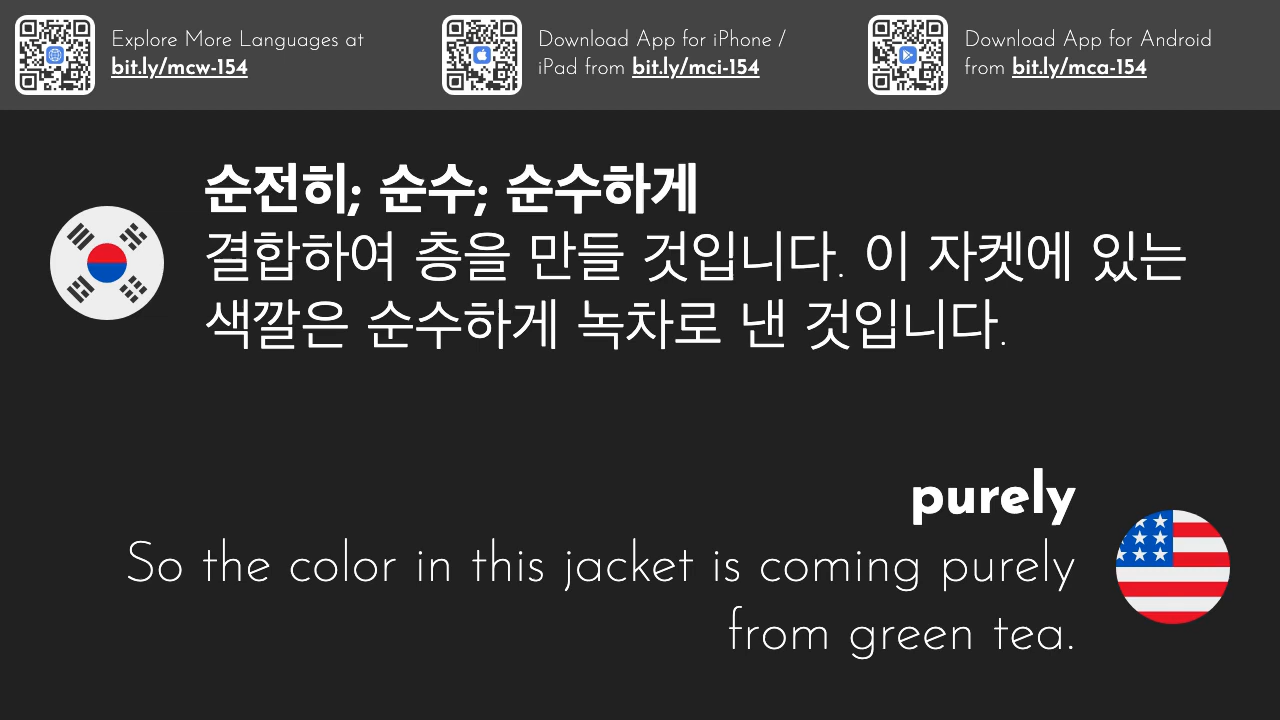 Explore More Languages at
bit.ly/mcw-154
Download App for iPhone /
iPad from bit.ly/mci-154
Download App for Android
from bit.ly/mca-154
순전히; 순수; 순수하게
결합하여 층을 만들 것입니다. 이 자켓에 있는
색깔은 순수하게 녹차로 낸 것입니다.
purely
So the color in this jacket is coming purely
from green tea.